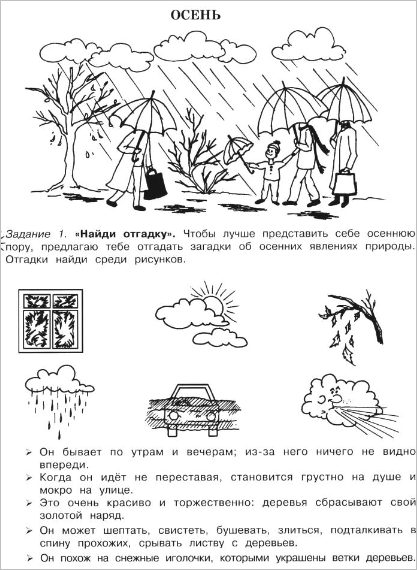 ОСЕНЬ
Задание 1. «Найди отгадку». Чтобы лучше представить себе осеннюю
пору, предлагаю тебе отгадать загадки об осенних явлениях природы.
Отгадки найди среди рисунков.
➢ Он бывает по утрам и вечерам; из-за него ничего не видно
впереди.
➢ Когда он идёт не переставая, становится грустно на душе и
мокро на улице.
➢ Это очень красиво и торжественно: деревья сбрасывают свой
золотой наряд.
➢ Он может шептать, свистеть, бушевать, злиться, подталкивать в
спину прохожих, срывать листву с деревьев.
➢ Он похож на снежные иголочки, которыми украшены ветки деревьев.